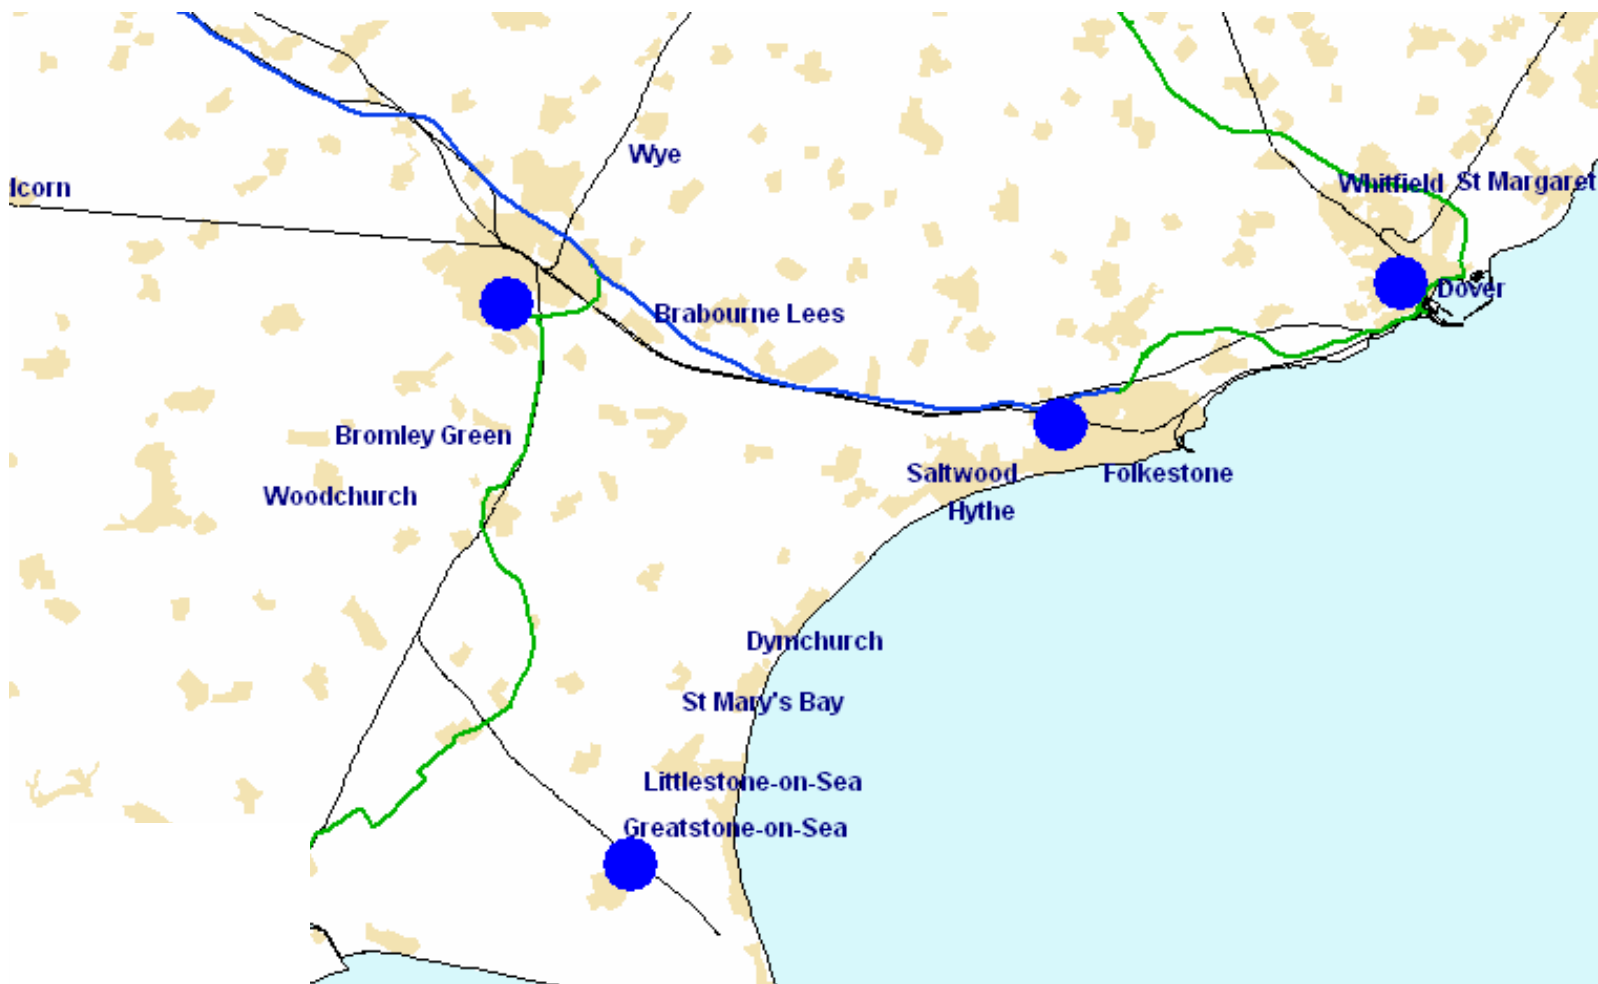 Wye
Whitfield
St Margaret
lcorn
Dover
Brabourne Lees
Bromley Green
Saltwood
Folkestone
Woodchurch
Hythe
Dymchurch
St Mary's Bay
Littlestone-on-Sea
Greatstone-on-Sea